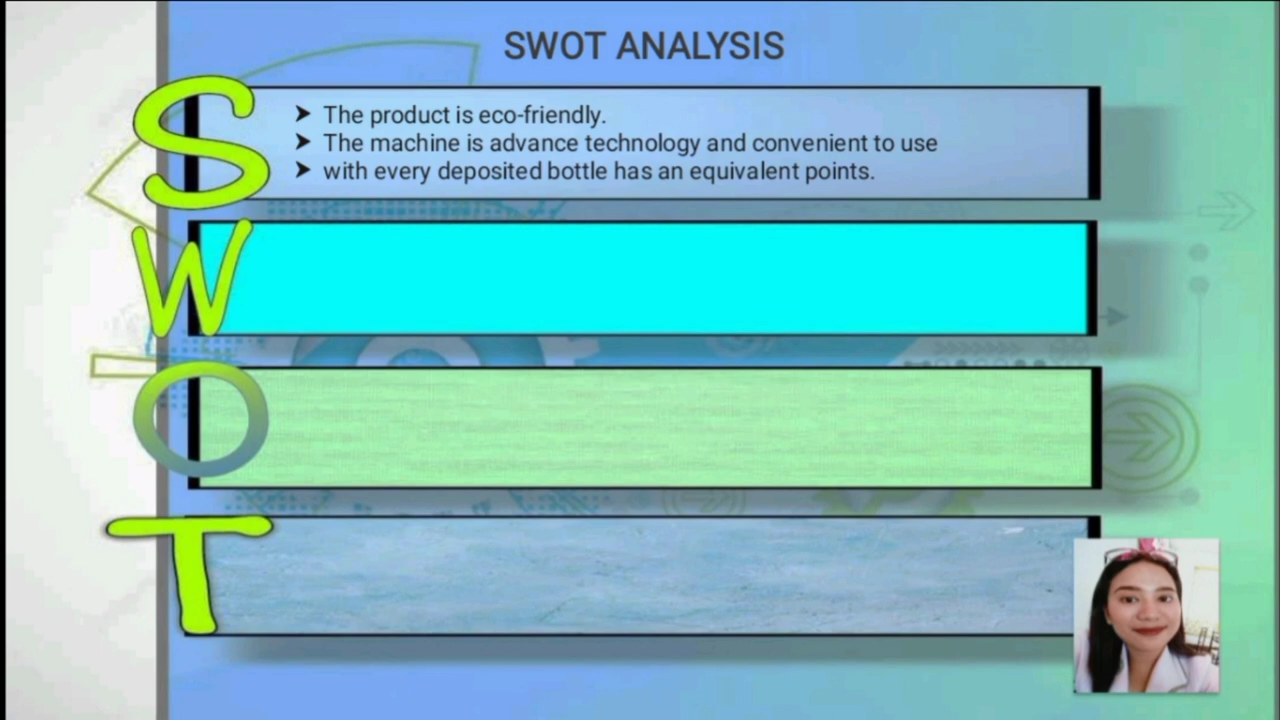 SWOT ANALYSIS
S
➤ The product is eco-friendly.
➤ The machine is advance technology and convenient to use
➤ with every deposited bottle has an equivalent points.
W
O
T